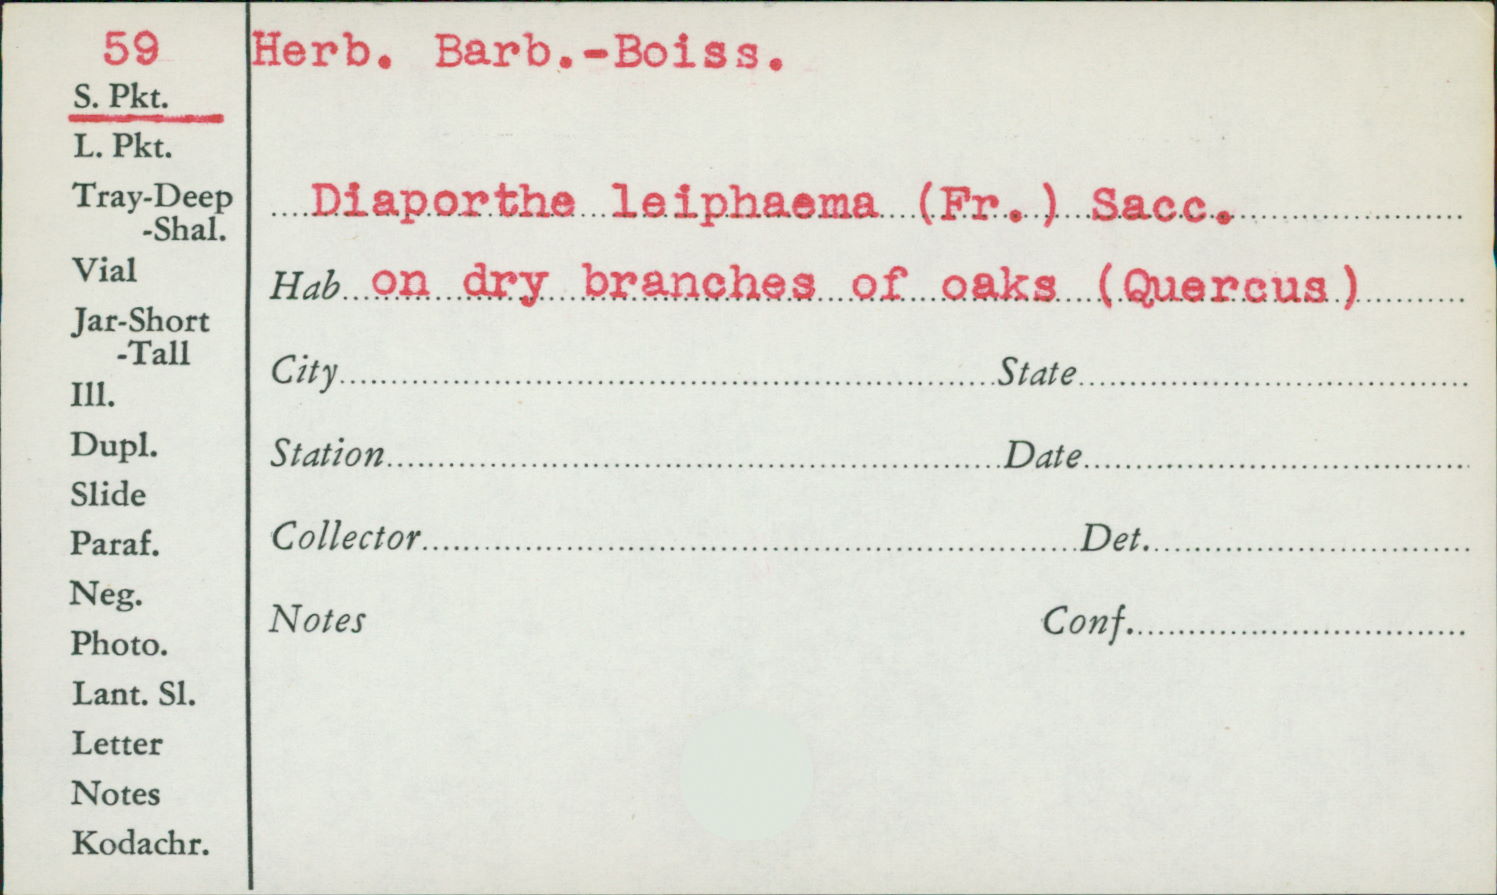 59
S. Pkt.
L. Pkt.
Tray-Deep
-Shal.
Vial
Jar-Short
-Tall
Ill.
Dupl.
Slide
Paraf.
Neg.
Photo.
Lant. Sl.
Letter
Notes
Kodachr.
Herb. Barb.-Boiss.
Diaporthe leiphaema (Fr.) Sacc.
Hab on dry branches of oaks (Quercus)
City State
Station Date
Collector Det.
Notes Conf.